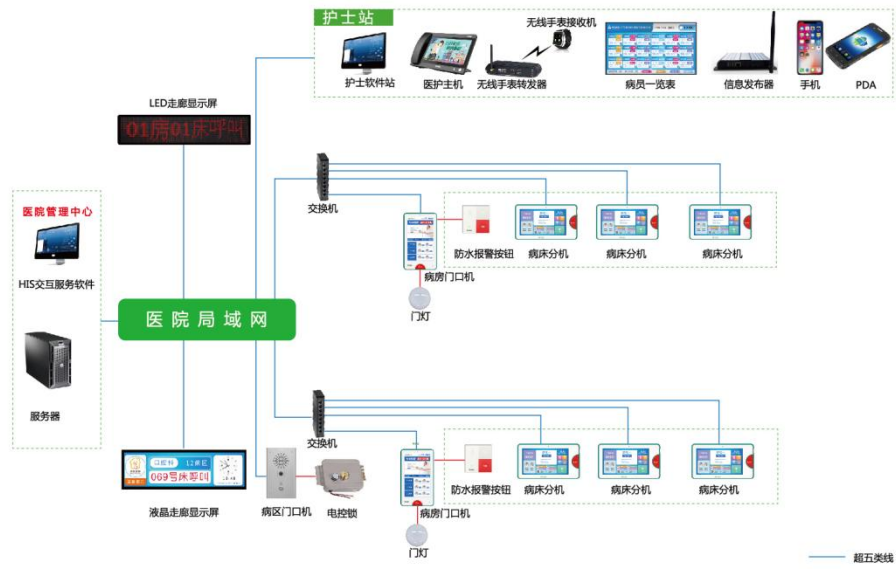 护士站
无线手表接收机
护士软件站
医护主机
无线手表转发器
病员一览表
信息发布器
手机
PDA
LED走廊显示屏
01房01床呼叫
医院管理中心
HIS交互服务软件
服务器
医院局域网
交换机
病房门口机
门灯
防水报警按钮
病床分机
病床分机
病床分机
交换机
病房门口机
门灯
防水报警按钮
病床分机
病床分机
病床分机
12病区
069号床呼叫
液晶走廊显示屏
病区门口机
电控锁
超五类线